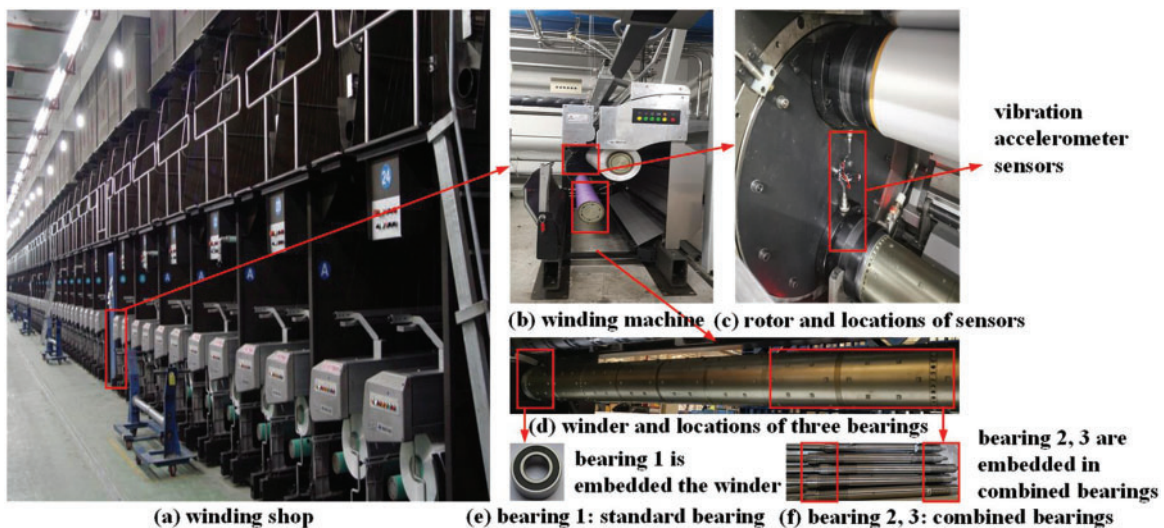 24
A
A
A
A
vibration
accelerometer
sensors
(b) winding machine
(c) rotor and locations of sensors
(d) winder and locations of three bearings
bearing 1 is
embedded the winder
bearing 2, 3 are
embedded in
combined bearings
(a) winding shop
(e) bearing 1: standard bearing
(f) bearing 2, 3: combined bearings